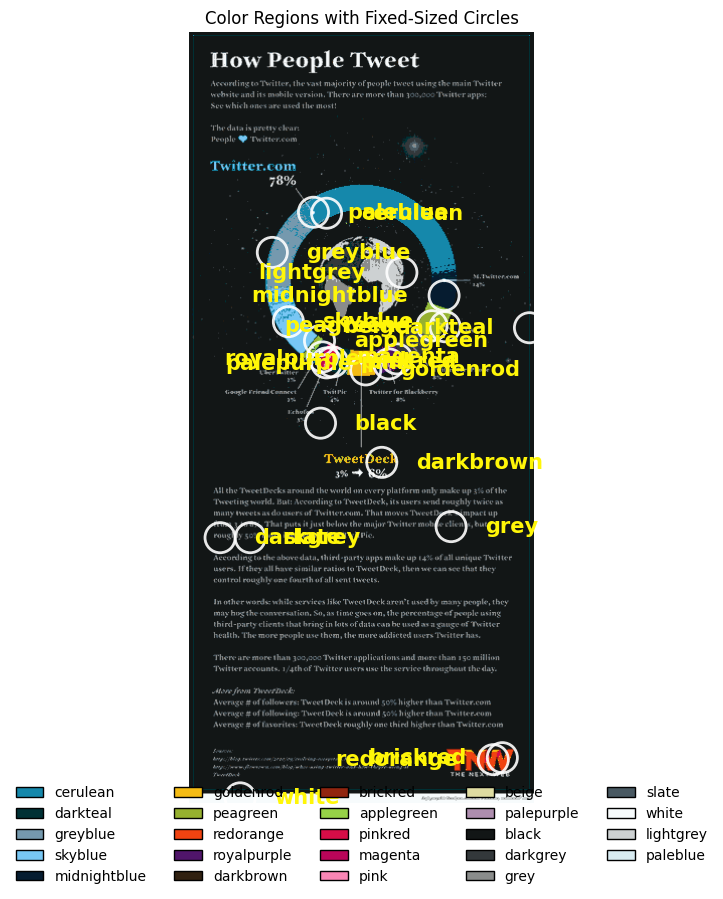 Color Regions with Fixed-Sized Circles
How People Tweet
According to Twitter, the vast majority of people tweet using the main Twitter
website and its mobile version. There are more than 300,000 Twitter apps:
See which ones are used the most!
The data is pretty clear:
People ❤ Twitter.com
Twitter.com
78%
paleblue
cerulean
greyblue
lightgrey
M.Twitter.com
14%
midnightblue
skyblue
peagreen
beige
darkteal
applegreen
royalpurple
magenta
palepurple
goldenrod
2%
Google Friend Connect
2%
TwitPic
4%
Twitter for Blackberry
8%
Echofon
3%
black
TweetDeck
3% ➡ 6%
darkbrown
All the TweetDecks around the world on every platform only make up 3% of the
Tweeting world. But: According to TweetDeck, its users send roughly twice as
many tweets as do users of Twitter.com. That moves TweetDeck's impact up
That puts it just below the major Twitter mobile clients, but
grey
roughly 50% Pic.
darkgrey
slate
According to the above data, third-party apps make up 14% of all unique Twitter
users. If they all have similar ratios to TweetDeck, then we can see that they
control roughly one fourth of all sent tweets.
In other words: while services like TweetDeck aren't used by many people, they
may hog the conversation. So, as time goes on, the percentage of people using
third-party clients that bring in lots of data can be used as a gauge of Twitter
health. The more people use them, the more addicted users Twitter has.
There are more than 300,000 Twitter applications and more than 150 million
Twitter accounts. 1/4th of Twitter users use the service throughout the day.
More from TweetDeck:
Average # of followers: TweetDeck is around 50% higher than Twitter.com
Average # of following: TweetDeck is around 50% higher than Twitter.com
Average # of favorites: TweetDeck roughly one third higher than Twitter.com
Sources:
redorange
brickred
TNW
THE NEXT WEB
TweetDeck
white
cerulean
darkteal
greyblue
skyblue
midnightblue
goldenrod
peagreen
redorange
royalpurple
darkbrown
brickred
applegreen
pinkred
magenta
pink
beige
palepurple
black
darkgrey
grey
slate
white
lightgrey
paleblue